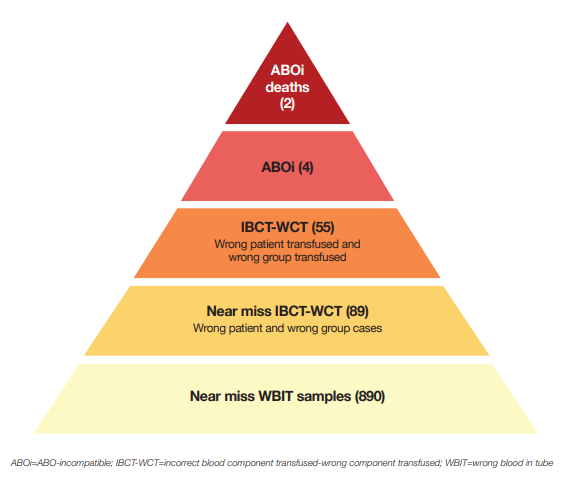 ABOi
deaths
(2)
ABOi (4)
IBCT-WCT (55)
Wrong patient transfused and
wrong group transfused
Near miss IBCT-WCT (89)
Wrong patient and wrong group cases
Near miss WBIT samples (890)
ABOi=ABO-incompatible; IBCT-WCT=incorrect blood component transfused-wrong component transfused; WBIT=wrong blood in tube